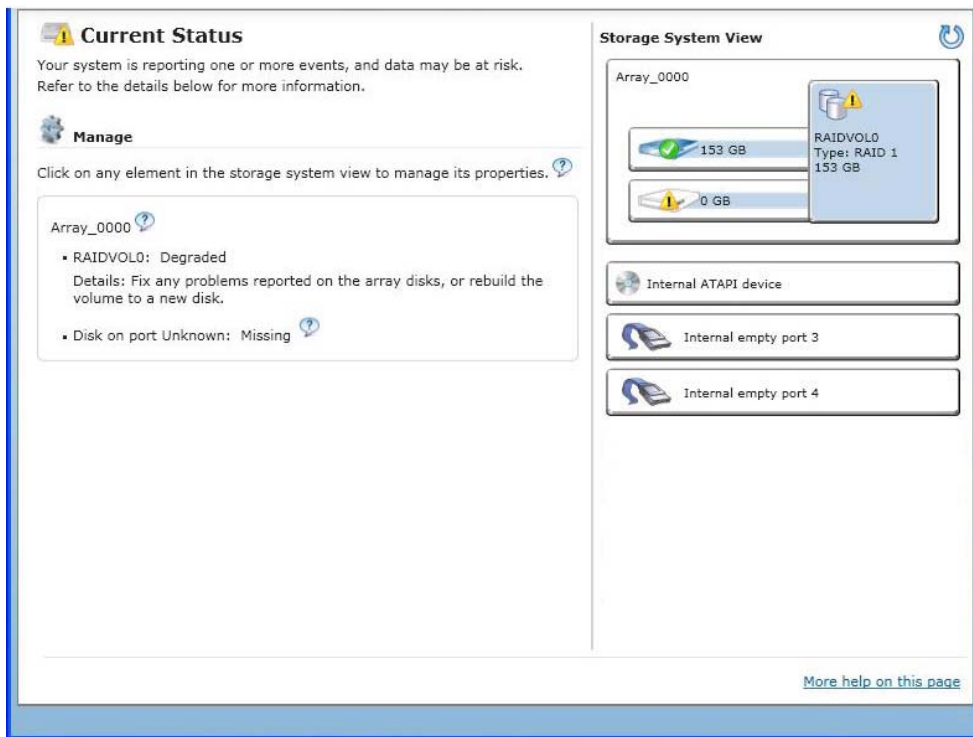 Current Status
Your system is reporting one or more events, and data may be at risk.
Refer to the details below for more information.
Manage
Click on any element in the storage system view to manage its properties.
Array_0000
▪ RAIDVOL0: Degraded
Details: Fix any problems reported on the array disks, or rebuild the
volume to a new disk.
▪ Disk on port Unknown: Missing
Storage System View
Array_0000
153 GB
0 GB
RAIDVOL0
Type: RAID 1
153 GB
Internal ATAPI device
Internal empty port 3
Internal empty port 4
More help on this page